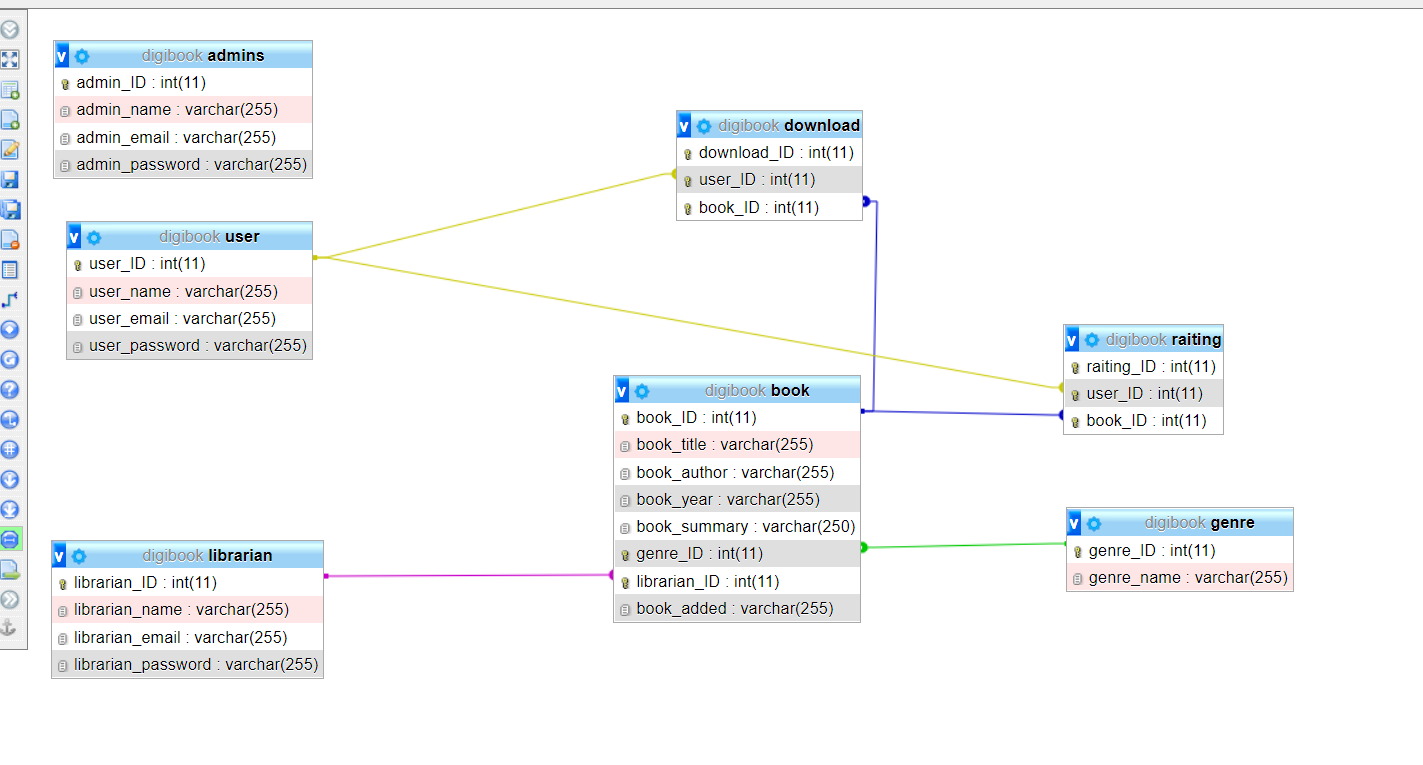 digibook admins
admin_ID : int(11)
admin_name : varchar(255)
admin_email : varchar(255)
admin_password : varchar(255)
digibook user
user_ID : int(11)
user_name : varchar(255)
user_email : varchar(255)
user_password : varchar(255)
digibook download
download_ID : int(11)
user_ID : int(11)
book_ID : int(11)
digibook raiting
raiting_ID : int(11)
user_ID : int(11)
book_ID : int(11)
digibook book
book_ID : int(11)
book_title : varchar(255)
book_author : varchar(255)
book_year : varchar(255)
book_summary : varchar(250)
genre_ID : int(11)
librarian_ID : int(11)
book_added : varchar(255)
digibook genre
genre_ID : int(11)
genre_name : varchar(255)
digibook librarian
librarian_ID : int(11)
librarian_name : varchar(255)
librarian_email : varchar(255)
librarian_password : varchar(255)